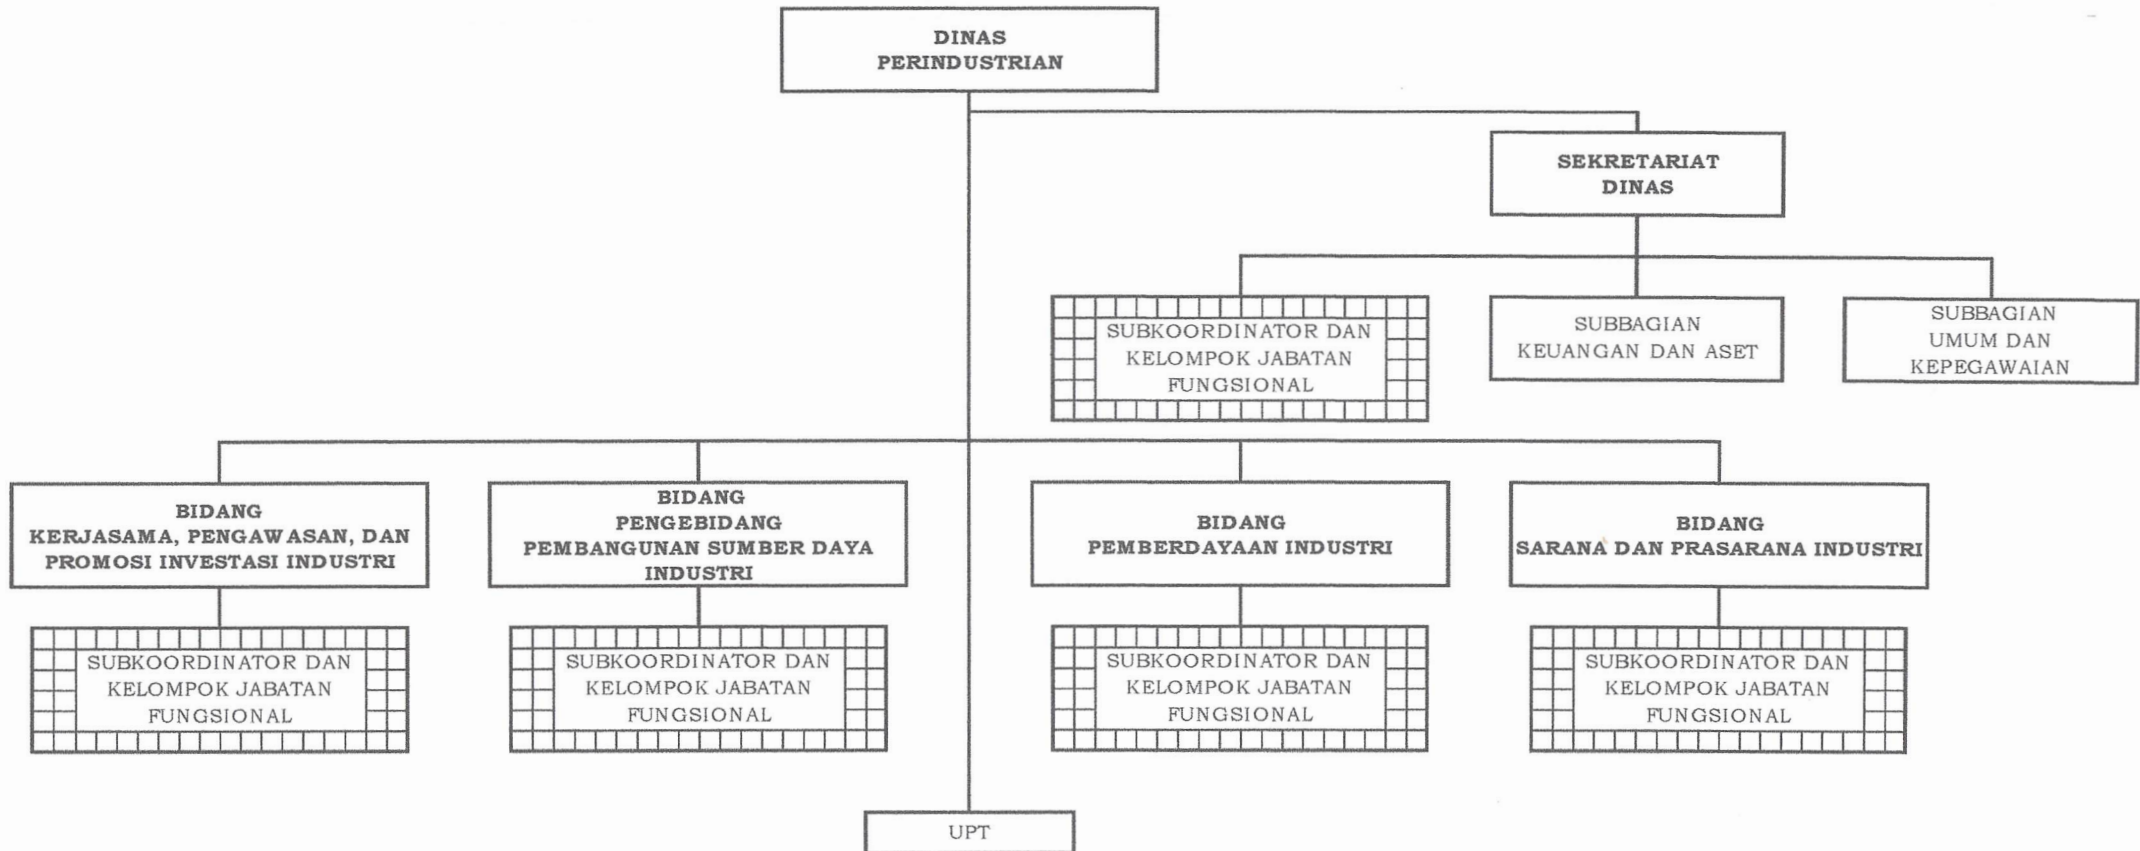 DINAS
PERINDUSTRIAN
SEKRETARIAT
DINAS
SUBKOORDINATOR DAN
KELOMPOK JABATAN
FUNGSIONAL
SUBBAGIAN
KEUANGAN DAN ASET
SUBBAGIAN
UMUM DAN
KEPEGAWAIAN
BIDANG
KERJASAMA, PENGAWASAN, DAN
PROMOSI INVESTASI INDUSTRI
BIDANG
PENGEBIDANG
PEMBANGUNAN SUMBER DAYA
INDUSTRI
BIDANG
PEMBERDAYAAN INDUSTRI
BIDANG
SARANA DAN PRASARANA INDUSTRI
SUBKOORDINATOR DAN
KELOMPOK JABATAN
FUNGSIONAL
SUBKOORDINATOR DAN
KELOMPOK JABATAN
FUNGSIONAL
SUBKOORDINATOR DAN
KELOMPOK JABATAN
FUNGSIONAL
SUBKOORDINATOR DAN
KELOMPOK JABATAN
FUNGSIONAL
UPT